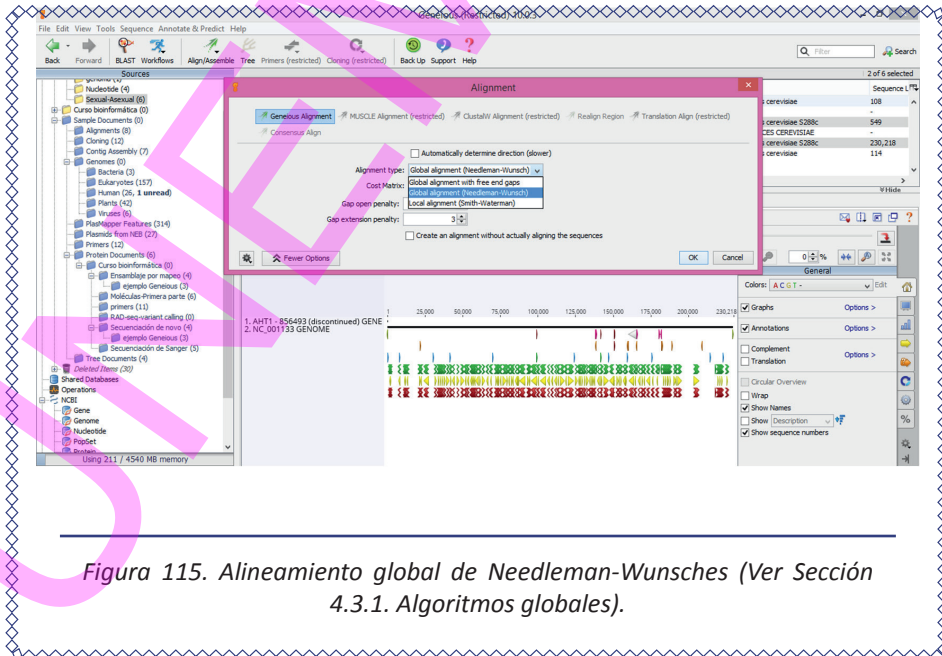 Geneious (Restricted) 10.0.3
File Edit View Tools Sequence Annotate & Predict Help
Back Forward BLAST Workflows Align/Assemble Tree Primers (restricted) Cloning (restricted) Back Up Support Help
Filter Search
Sources
2 of 6 selected
genoma (1)
Nucleotide (4)
Sexual-Asexual (6)
Curso bioinformática (0)
Sample Documents (0)
Alignments (8)
Cloning (12)
Contig Assembly (7)
Genomes (0)
Bacteria (3)
Eukaryotes (157)
Human (26, 1 unread)
Plants (42)
Viruses (6)
PlasMapper Features (314)
Plasmids from NEB (27)
Primers (12)
Protein Documents (6)
Curso bioinformática (0)
Ensamblaje por mapeo (4)
ejemplo Geneious (3)
Moléculas-Primera parte (6)
primers (11)
RAD-seq-variant calling (0)
Secuenciación de novo (4)
ejemplo Geneious (3)
Secuenciación de Sanger (5)
Tree Documents (4)
Deleted Items (30)
Shared Databases
Operations
NCBI
Gene
Genome
Nucleotide
PopSet
Protein
Using 211 / 4540 MB memory
Alignment
Geneious Alignment MUSCLE Alignment (restricted) ClustalW Alignment (restricted) Realign Region Translation Align (restricted)
Consensus Align
Automatically determine direction (slower)
Alignment type: Global alignment (Needleman-Wunsch)
Cost Matrix: Global alignment with free end gaps
Global alignment (Needleman-Wunsch)
Gap open penalty: Local alignment (Smith-Waterman)
Gap extension penalty: 3
Create an alignment without actually aligning the sequences
Fewer Options OK Cancel
Sequence L
s cerevisiae 108
s cerevisiae S288c 549
CES CEREVISIAE -
s cerevisiae S288c 230,218
s cerevisiae 114
Hide
0 %
General
Colors: A C G T - Edit
Graphs Options >
Annotations Options >
Complement
Translation Options >
Circular Overview
Wrap
Show Names
Show Description
Show sequence numbers
1 25,000 50,000 75,000 100,000 125,000 150,000 175,000 200,000 230,218
1. AHT1 - 856493 (discontinued) GENE
2. NC_001133 GENOME
Figura 115. Alineamiento global de Needleman-Wunsches (Ver Sección
4.3.1. Algoritmos globales).